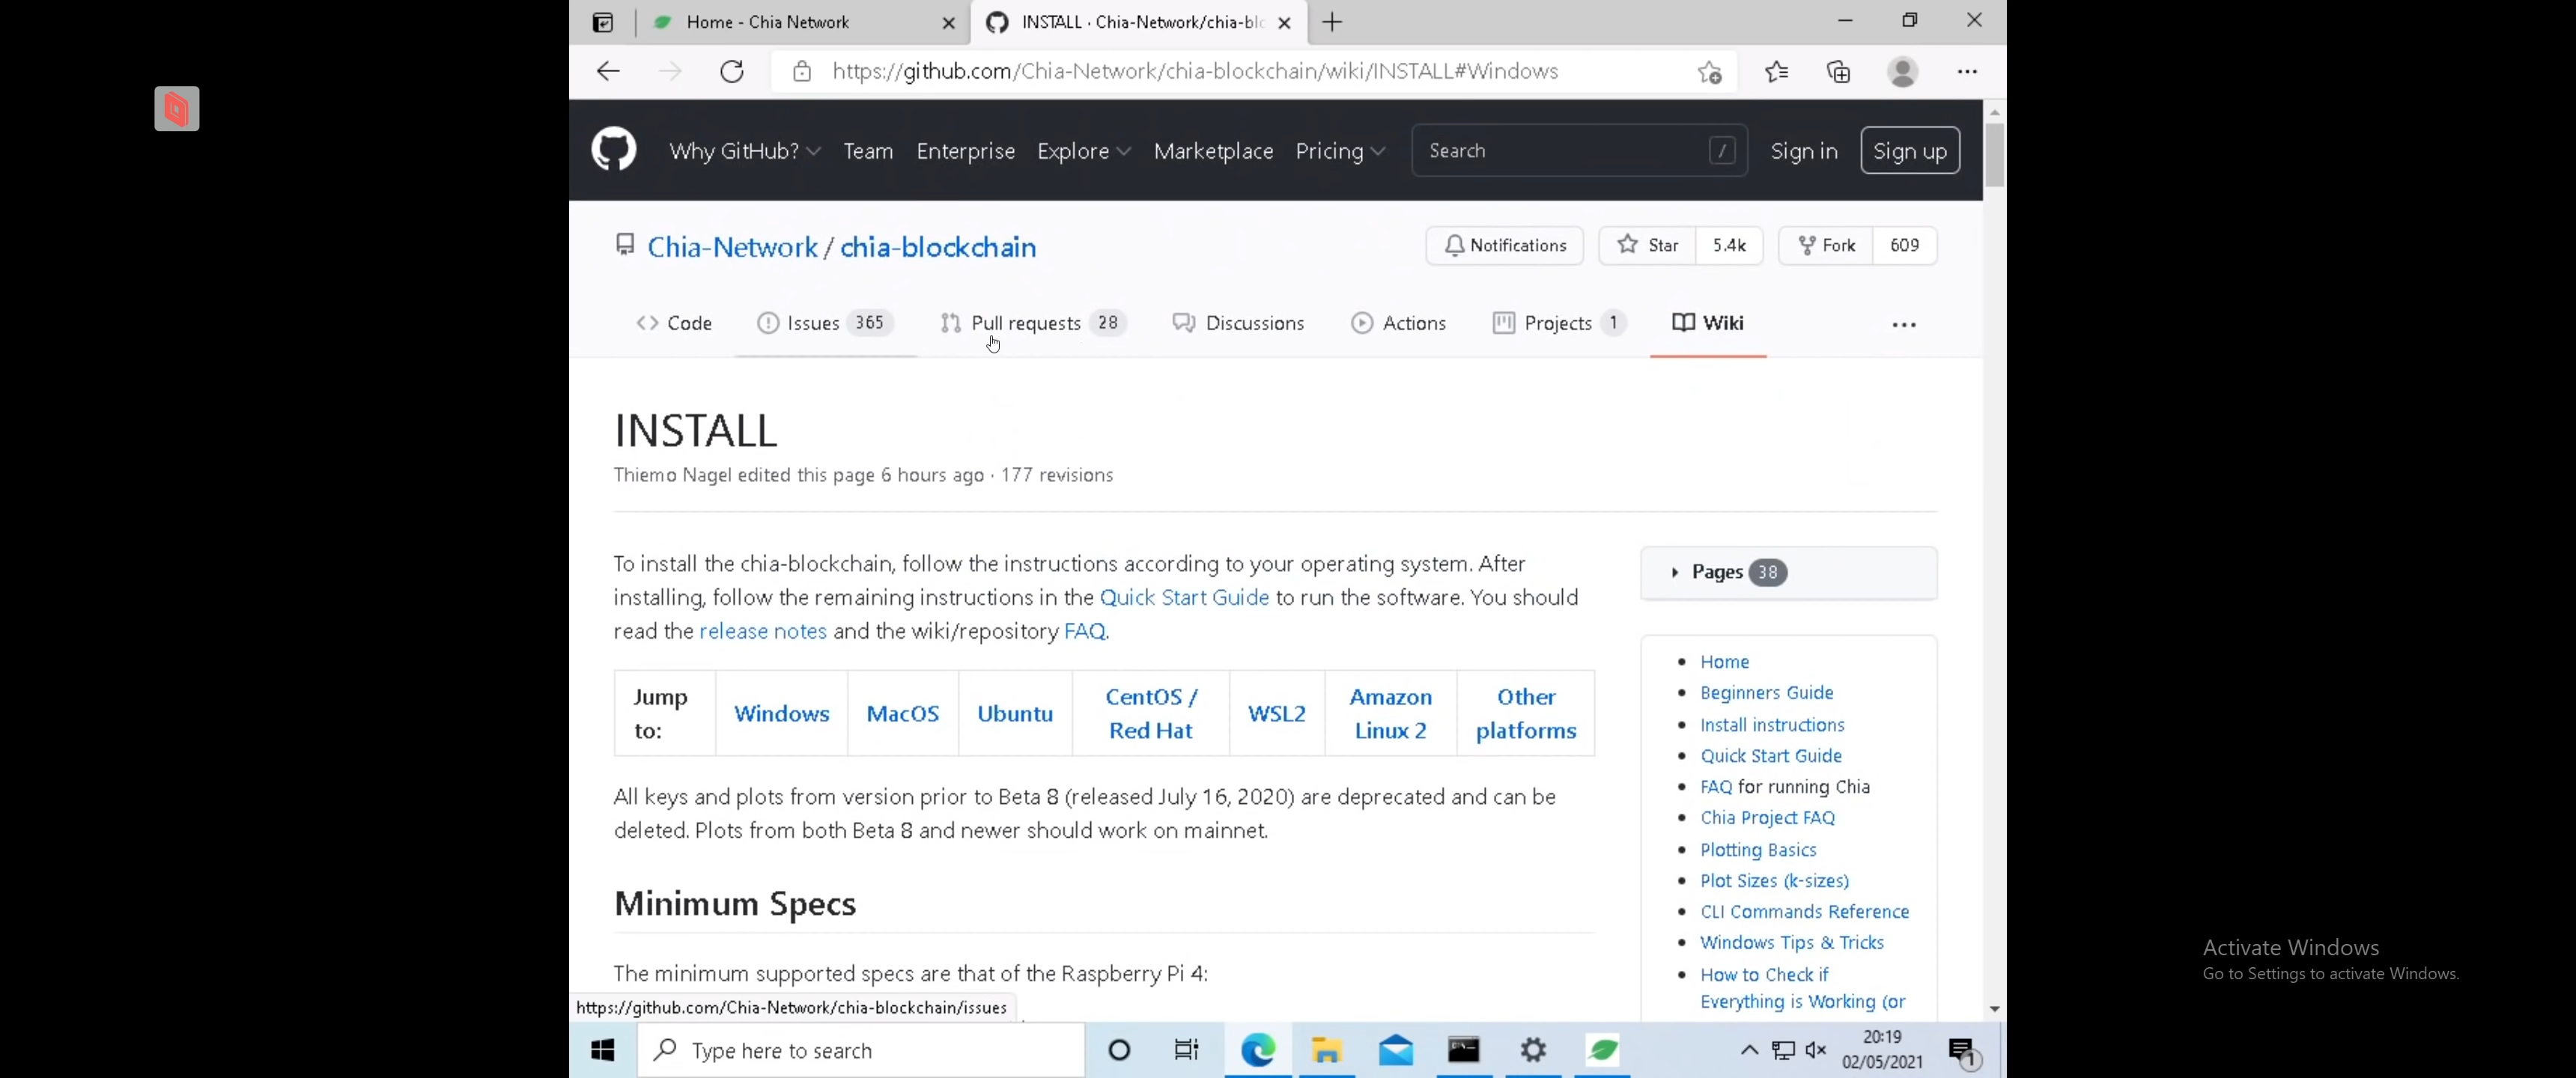 Home - Chia Network
INSTALL · Chia-Network/chia-blo
https://github.com/Chia-Network/chia-blockchain/wiki/INSTALL#Windows
Why GitHub? Team Enterprise Explore Marketplace Pricing Search / Sign in Sign up
Chia-Network / chia-blockchain
Notifications Star 5.4k Fork 609
Code Issues 365 Pull requests 28 Discussions Actions Projects 1 Wiki
INSTALL
Thiemo Nagel edited this page 6 hours ago · 177 revisions
To install the chia-blockchain, follow the instructions according to your operating system. After
installing, follow the remaining instructions in the Quick Start Guide to run the software. You should
read the release notes and the wiki/repository FAQ.
Jump
to:
Windows
MacOS
Ubuntu
CentOS /
Red Hat
WSL2
Amazon
Linux 2
Other
platforms
All keys and plots from version prior to Beta 8 (released July 16, 2020) are deprecated and can be
deleted. Plots from both Beta 8 and newer should work on mainnet.
Minimum Specs
The minimum supported specs are that of the Raspberry Pi 4:
Pages 38
Home
Beginners Guide
Install instructions
Quick Start Guide
FAQ for running Chia
Chia Project FAQ
Plotting Basics
Plot Sizes (k-sizes)
CLI Commands Reference
Windows Tips & Tricks
How to Check if
Everything is Working (or
https://github.com/Chia-Network/chia-blockchain/issues
Type here to search
20:19
02/05/2021
1
Activate Windows
Go to Settings to activate Windows.